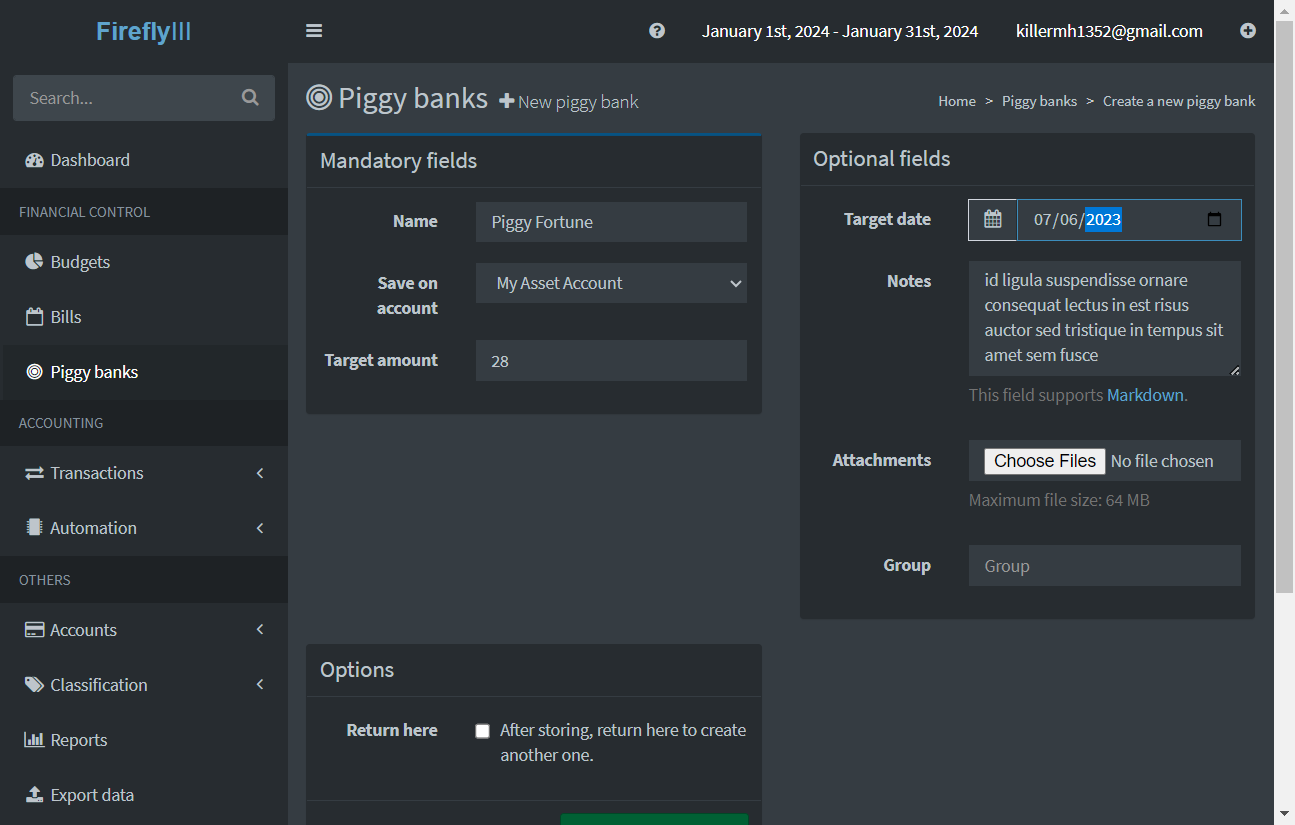 FireflyIII
January 1st, 2024 - January 31st, 2024
killermh1352@gmail.com
Search...
Dashboard
FINANCIAL CONTROL
Budgets
Bills
Piggy banks
ACCOUNTING
Transactions
Automation
OTHERS
Accounts
Classification
Reports
Export data
Piggy banks New piggy bank
Home > Piggy banks > Create a new piggy bank
Mandatory fields
Name
Piggy Fortune
Save on
account
My Asset Account
Target amount
28
Optional fields
Target date
07/06/2023
Notes
id ligula suspendisse ornare
consequat lectus in est risus
auctor sed tristique in tempus sit
amet sem fusce
This field supports Markdown.
Attachments
Choose Files No file chosen
Maximum file size: 64 MB
Group
Group
Options
Return here
After storing, return here to create
another one.